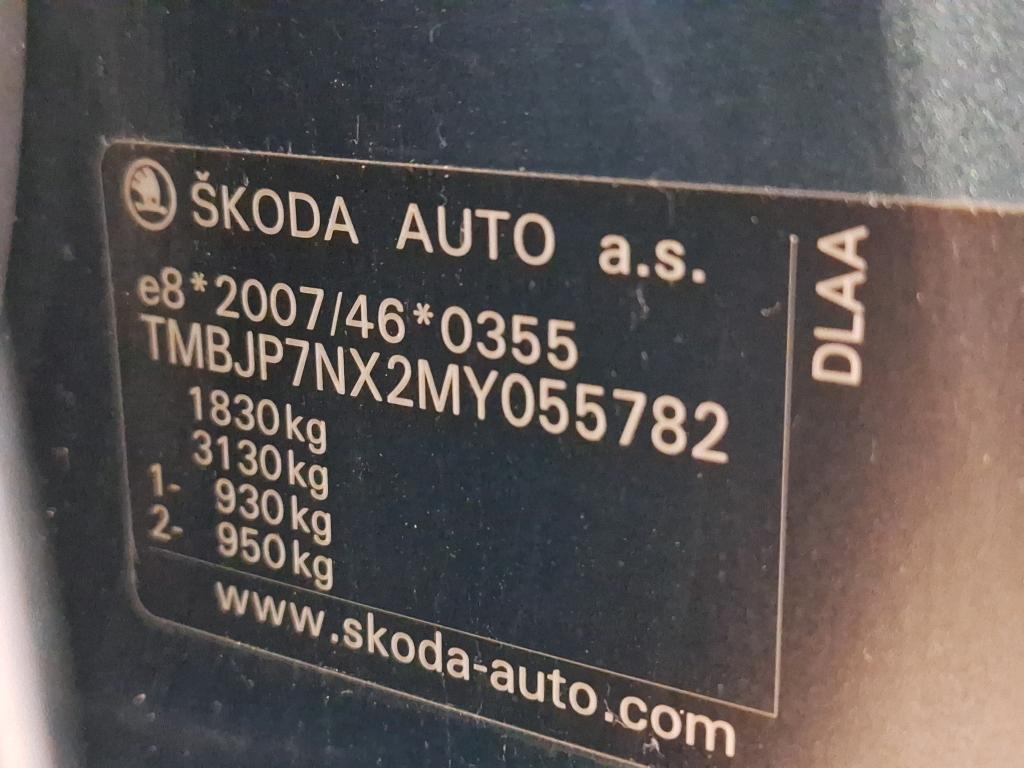 ŠKODA AUTO a.s.
e8*2007/46*0355
TMBJP7NX2MY055782
1830kg
3130kg
1- 930kg
2- 950kg
www.skoda-auto.com
DLAA